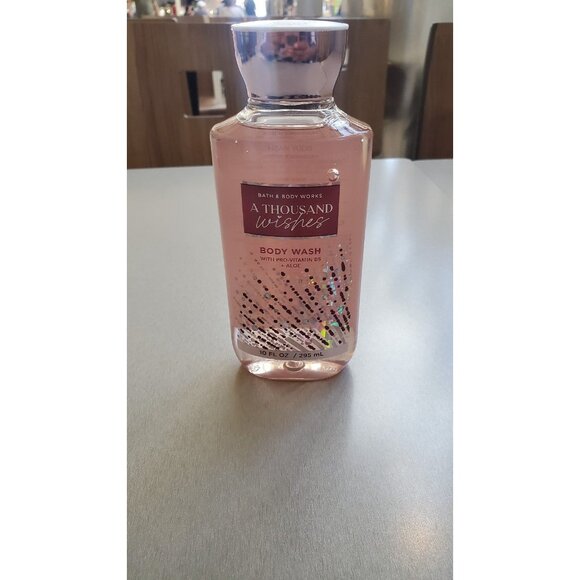 BATH & BODY WORKS
A THOUSAND
wishes
BODY WASH
WITH PRO-VITAMIN B5
+ ALOE
10 FL OZ / 295 mL